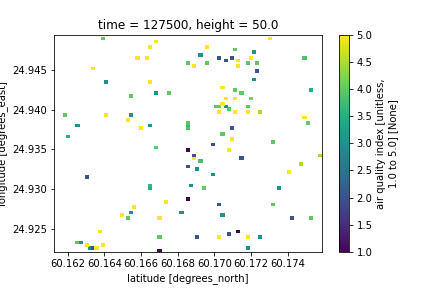 time = 127500, height = 50.0
24.945
24.940
24.935
24.930
24.925
longitude [degrees_east]
60.162 60.164 60.166 60.168 60.170 60.172 60.174
latitude [degrees_north]
5.0
4.5
4.0
3.5
3.0
2.5
2.0
1.5
1.0
air quality index [unitless,
1.0 to 5.0] [None]